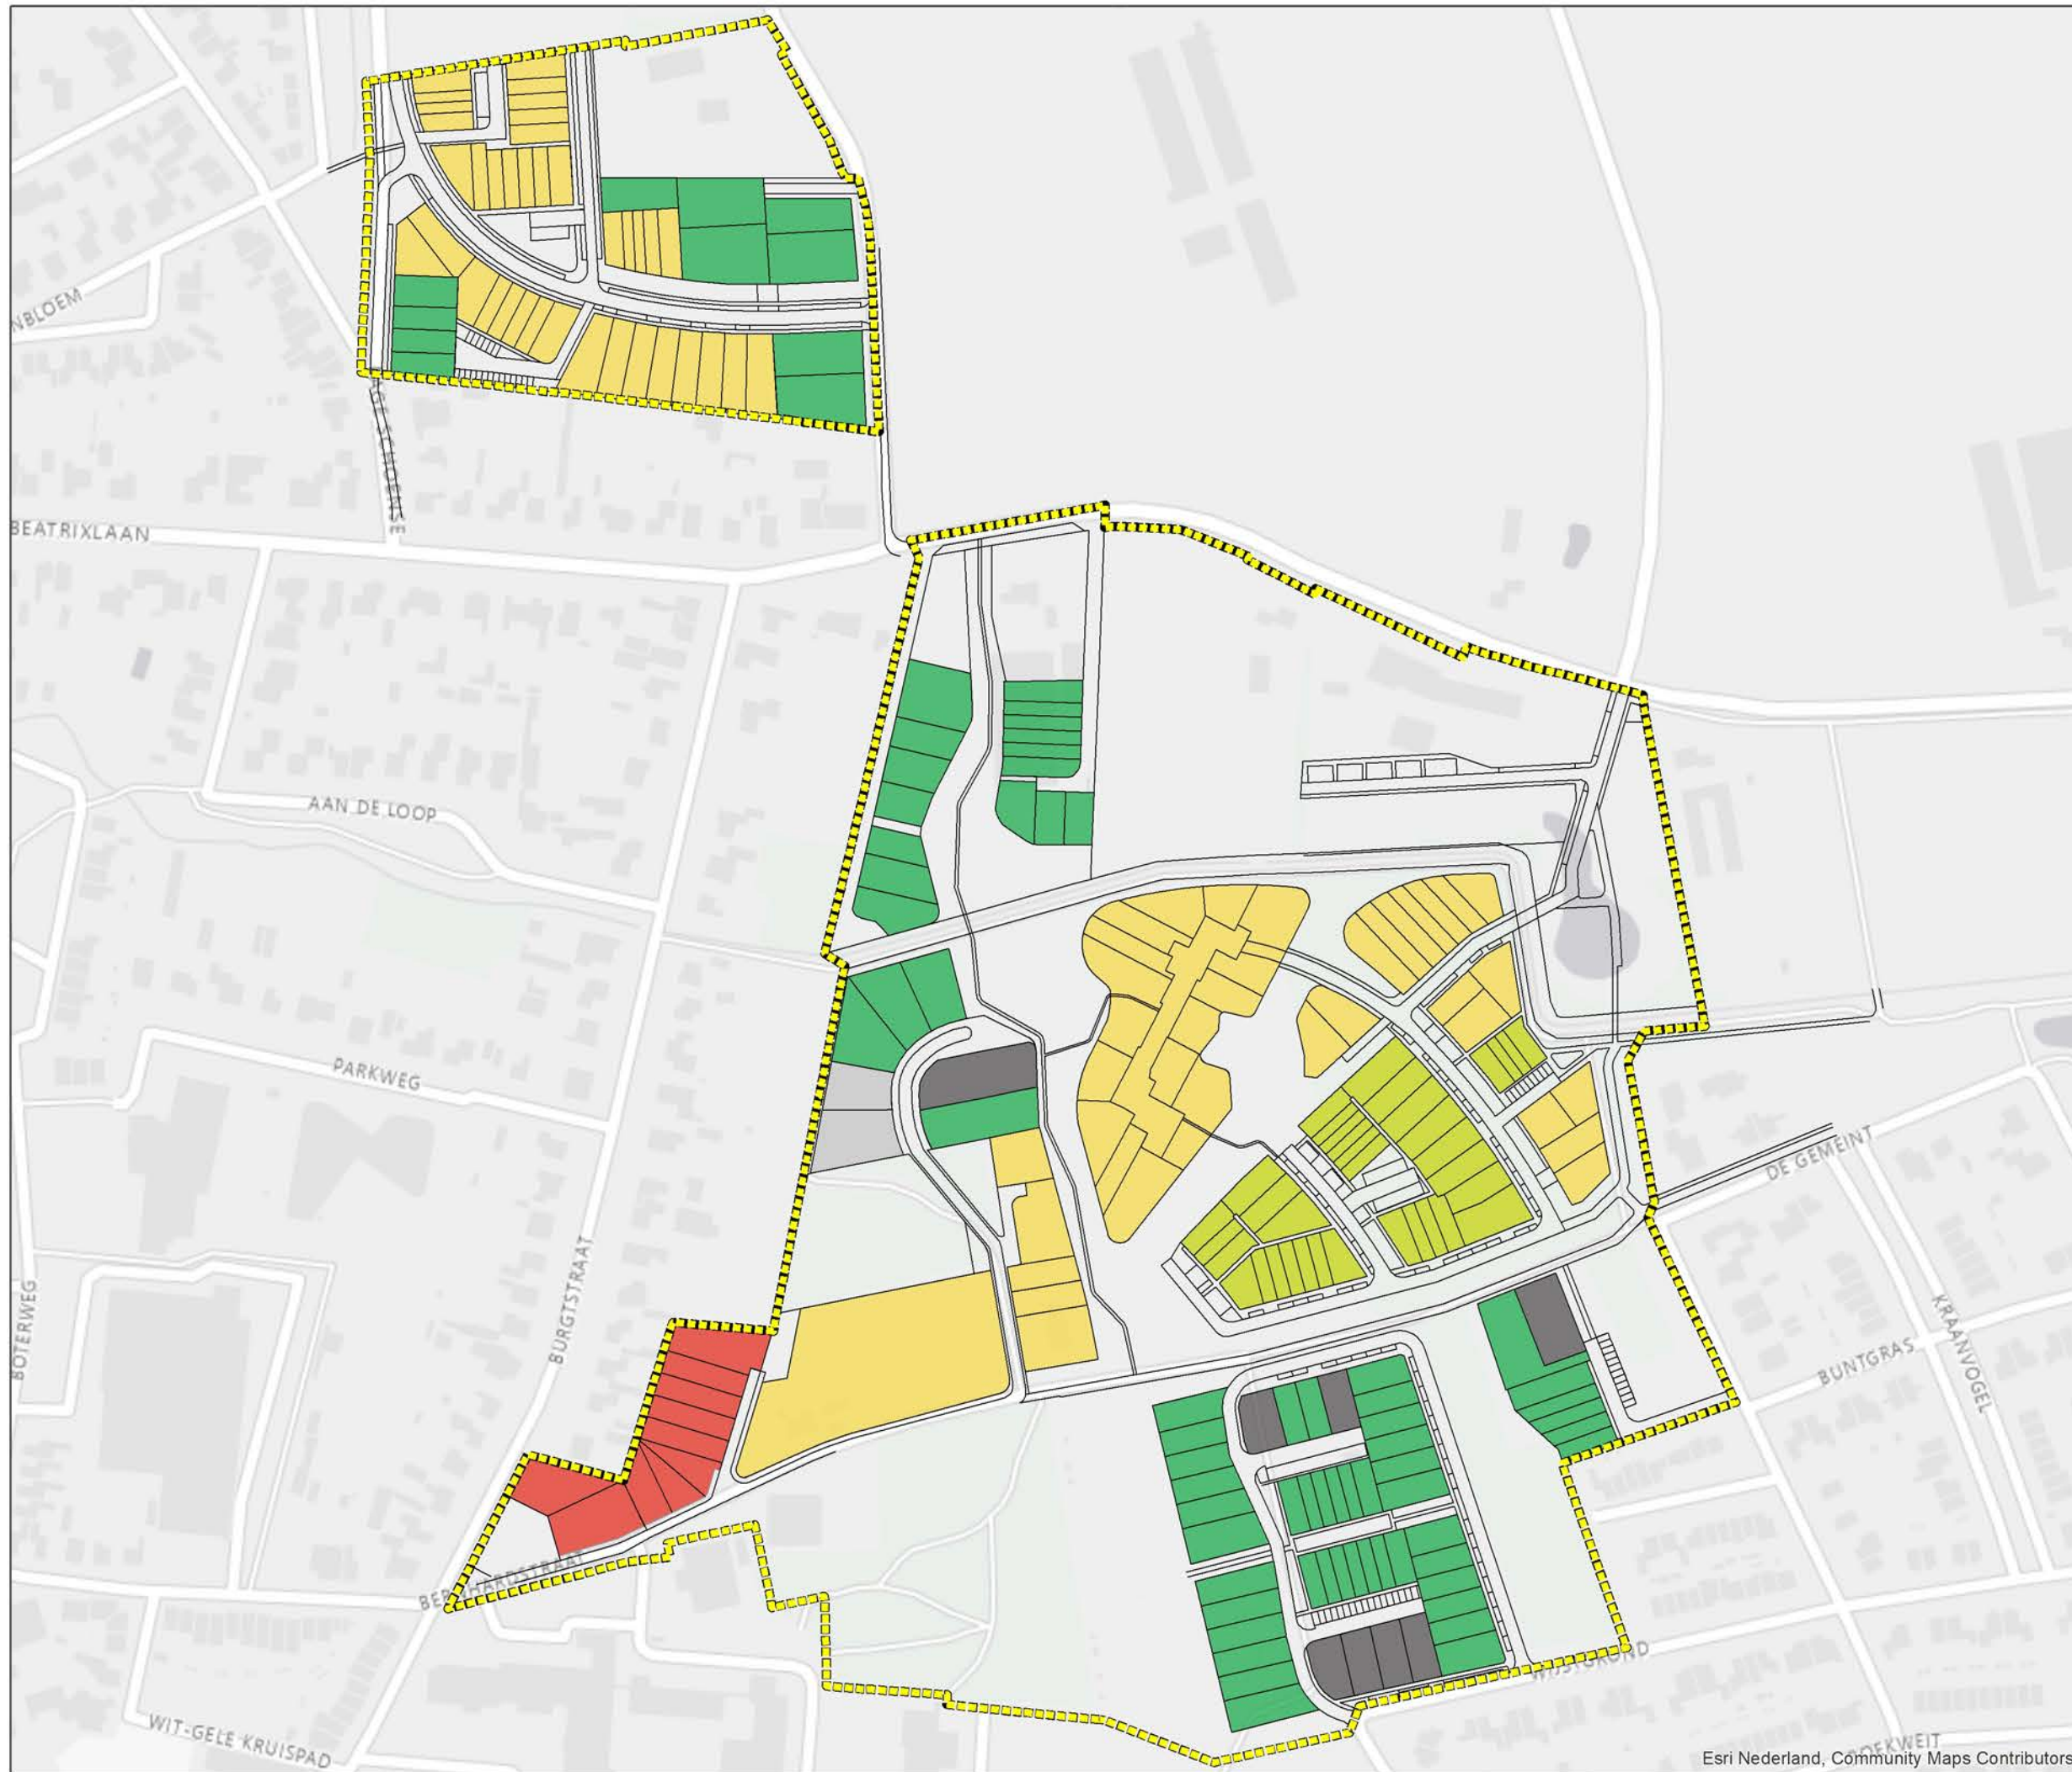 NBLOEM
BEATRIXLAAN
AAN DE LOOP
PARKWEG
BURGTSTRAAT
BOTERWEG
DE GEMEINT
BUNTGRAS
KRAANVOGEL
WIT-GELE KRUISPAD
Esri Nederland, Community Maps Contributors